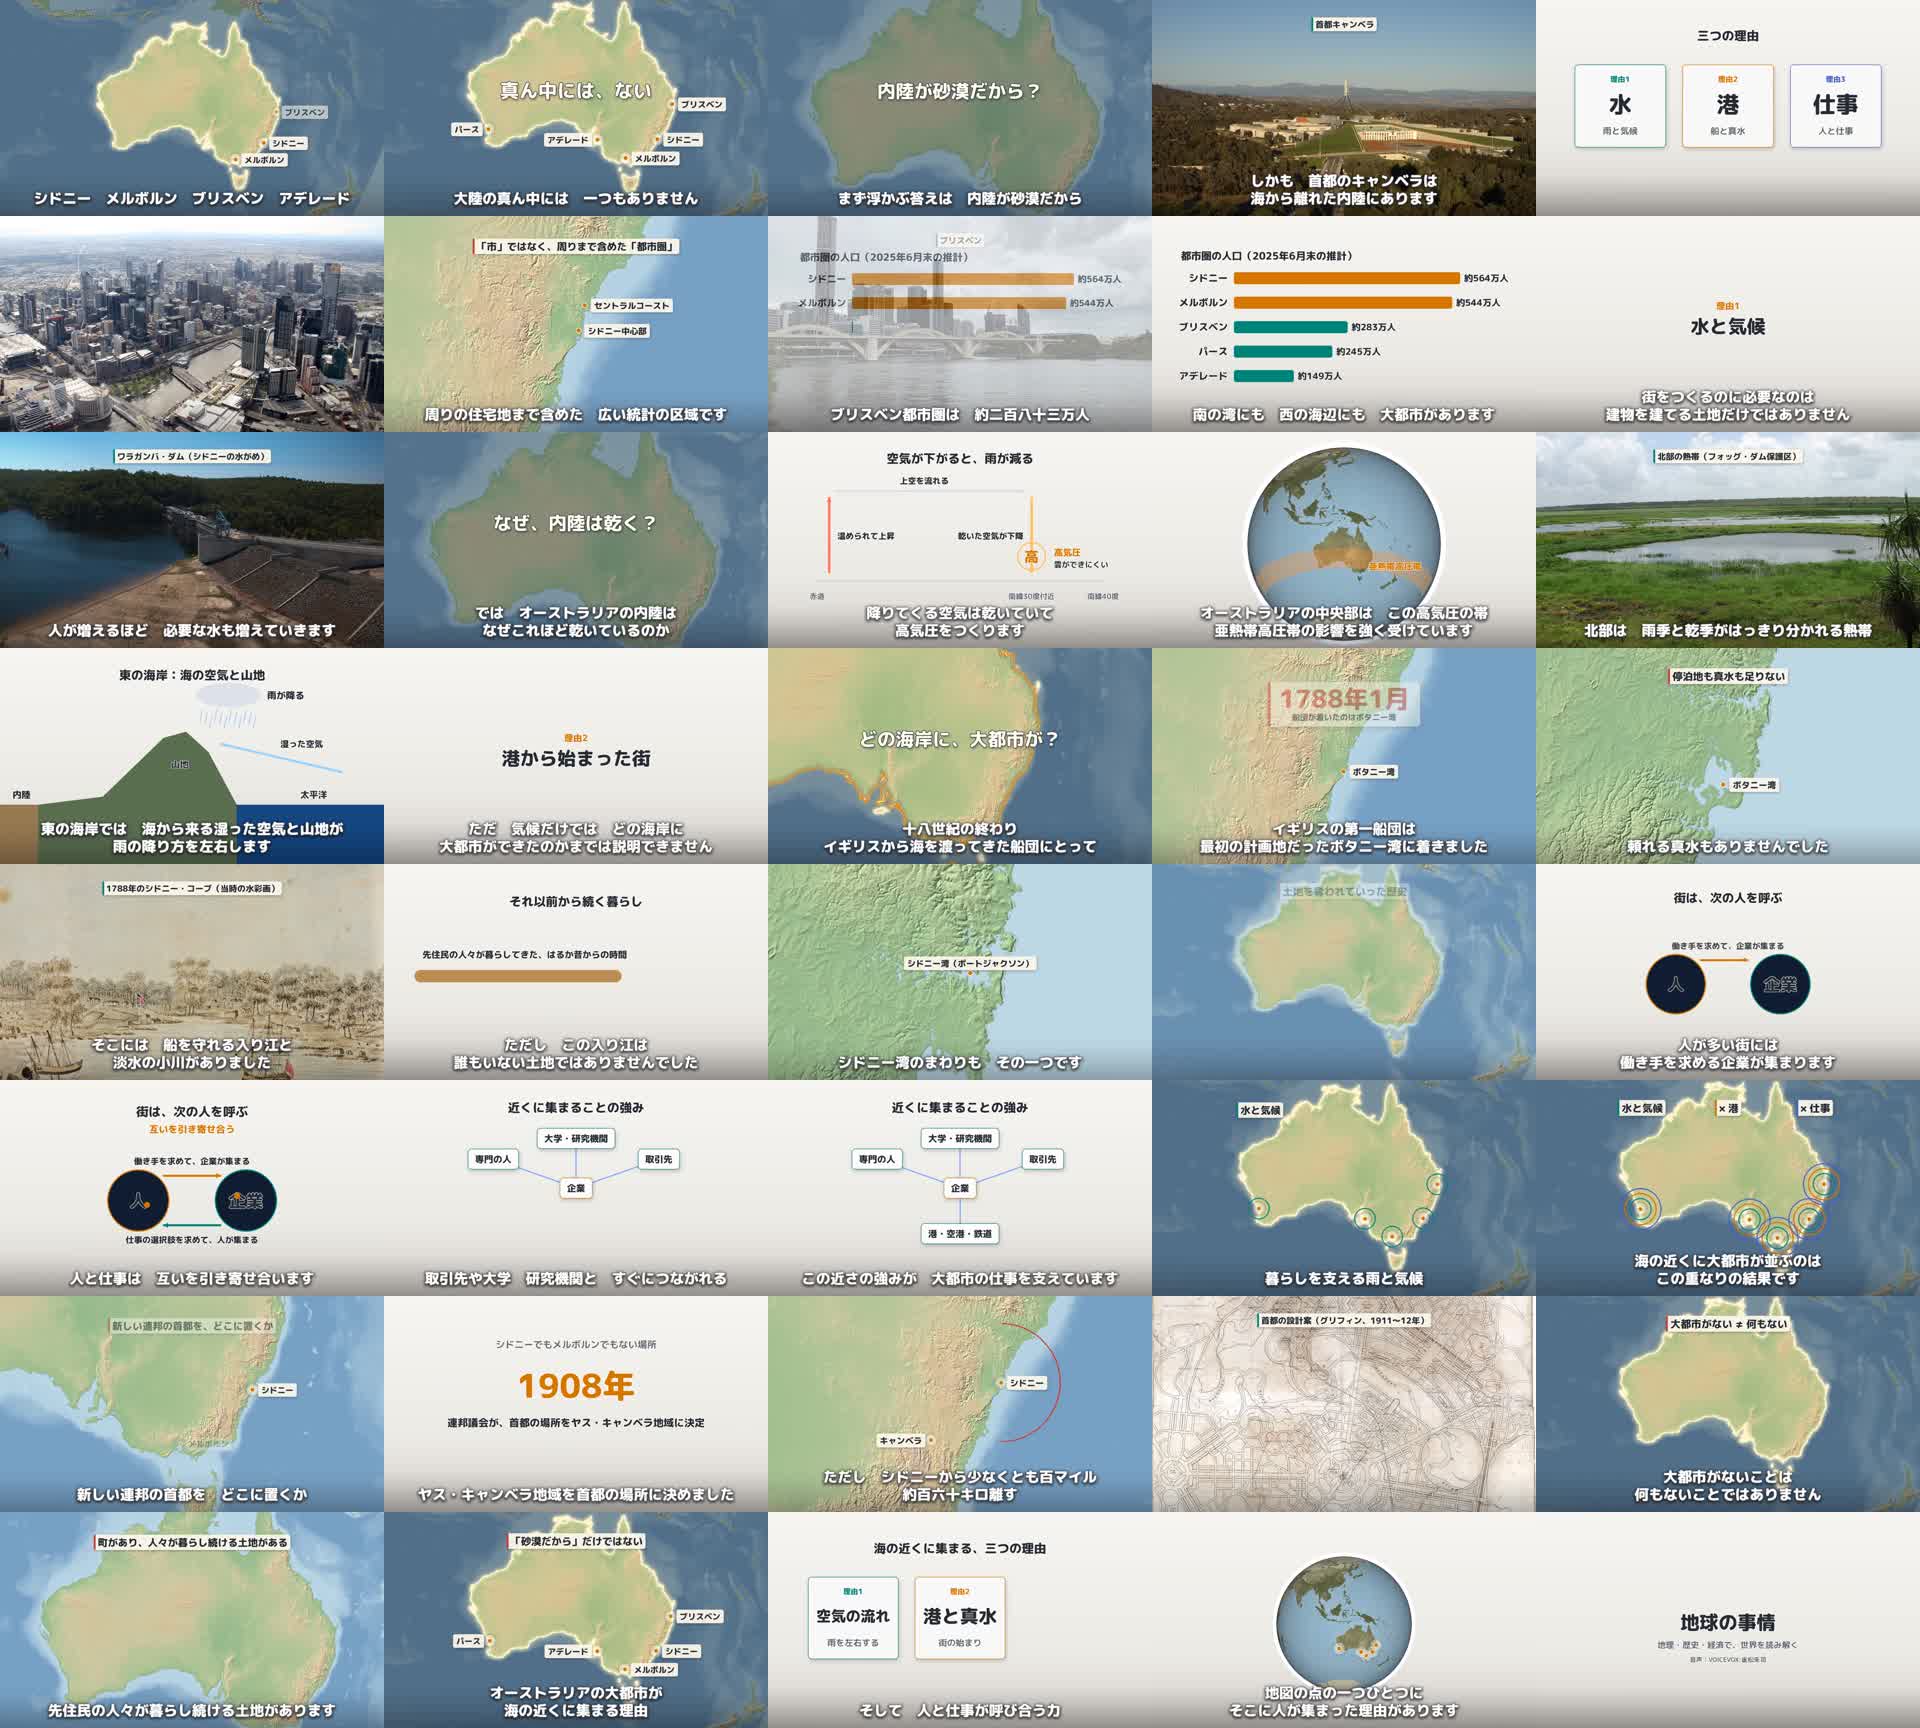 ブリスベン
シドニー
メルボルン
シドニー　メルボルン　ブリスベン　アデレード
真ん中には、ない
ブリスベン
パース
アデレード
シドニー
メルボルン
大陸の真ん中には　一つもありません
内陸が砂漠だから？
まず浮かぶ答えは　内陸が砂漠だから
首都キャンベラ
しかも　首都のキャンベラは
海から離れた内陸にあります
三つの理由
理由1
水
雨と気候
理由2
港
船と真水
理由3
仕事
人と仕事
「市」ではなく、周りまで含めた「都市圏」
セントラルコースト
シドニー中心部
周りの住宅地まで含めた　広い統計の区域です
ブリスベン
都市圏の人口（2025年6月末の推計）
シドニー
約564万人
メルボルン
約544万人
ブリスベン都市圏は　約二百八十三万人
都市圏の人口（2025年6月末の推計）
シドニー
約564万人
メルボルン
約544万人
ブリスベン
約283万人
パース
約245万人
アデレード
約149万人
南の湾にも　西の海辺にも　大都市があります
理由1
水と気候
街をつくるのに必要なのは
建物を建てる土地だけではありません
ワラガンバ・ダム（シドニーの水がめ）
人が増えるほど　必要な水も増えていきます
なぜ、内陸は乾く？
では　オーストラリアの内陸は
なぜこれほど乾いているのか
空気が下がると、雨が減る
上空を流れる
温められて上昇
乾いた空気が下降
高
高気圧
雲ができにくい
赤道
南緯30度付近
南緯40度
降りてくる空気は乾いていて
高気圧をつくります
亜熱帯高圧帯
オーストラリアの中央部は　この高気圧の帯
亜熱帯高圧帯の影響を強く受けています
北部の熱帯（フォッグ・ダム保護区）
北部は　雨季と乾季がはっきり分かれる熱帯
東の海岸：海の空気と山地
雨が降る
湿った空気
山地
内陸
太平洋
東の海岸では　海から来る湿った空気と山地が
雨の降り方を左右します
理由2
港から始まった街
ただ　気候だけでは　どの海岸に
大都市ができたのかまでは説明できません
どの海岸に、大都市が？
十八世紀の終わり
イギリスから海を渡ってきた船団にとって
1788年1月
船団が着いたのはボタニー湾
ボタニー湾
イギリスの第一船団は
最初の計画地だったボタニー湾に着きました
停泊地も真水も足りない
ボタニー湾
頼れる真水もありませんでした
1788年のシドニー・コーブ（当時の水彩画）
そこには　船を守れる入り江と
淡水の小川がありました
それ以前から続く暮らし
先住民の人々が暮らしてきた、はるか昔からの時間
ただし　この入り江は
誰もいない土地ではありませんでした
シドニー湾（ポートジャクソン）
シドニー湾のまわりも　その一つです
土地を奪われていった歴史
街は、次の人を呼ぶ
働き手を求めて、企業が集まる
人
企業
人が多い街には
働き手を求める企業が集まります
街は、次の人を呼ぶ
互いを引き寄せ合う
働き手を求めて、企業が集まる
人
企業
仕事の選択肢を求めて、人が集まる
人と仕事は　互いを引き寄せ合います
近くに集まることの強み
大学・研究機関
専門の人
取引先
企業
取引先や大学　研究機関と　すぐにつながれる
近くに集まることの強み
大学・研究機関
専門の人
取引先
企業
港・空港・鉄道
この近さの強みが　大都市の仕事を支えています
水と気候
暮らしを支える雨と気候
水と気候
× 港
× 仕事
海の近くに大都市が並ぶのは
この重なりの結果です
新しい連邦の首都を、どこに置くか
シドニー
メルボルン
新しい連邦の首都を　どこに置くか
シドニーでもメルボルンでもない場所
1908年
連邦議会が、首都の場所をヤス・キャンベラ地域に決定
ヤス・キャンベラ地域を首都の場所に決めました
シドニー
キャンベラ
ただし　シドニーから少なくとも百マイル
約百六十キロ離す
首都の設計案（グリフィン、1911〜12年）
大都市がない ≠ 何もない
大都市がないことは
何もないことではありません
町があり、人々が暮らし続ける土地がある
先住民の人々が暮らし続ける土地があります
「砂漠だから」だけではない
ブリスベン
パース
アデレード
シドニー
メルボルン
オーストラリアの大都市が
海の近くに集まる理由
海の近くに集まる、三つの理由
理由1
空気の流れ
雨を左右する
理由2
港と真水
街の始まり
そして　人と仕事が呼び合う力
地図の点の一つひとつに
そこに人が集まった理由があります
地球の事情
地理・歴史・経済で、世界を読み解く